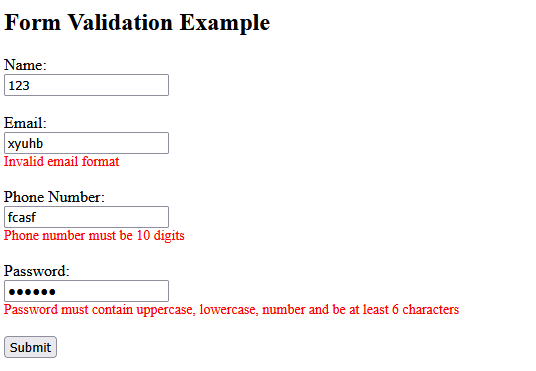 Form Validation Example
Name:
123
Email:
xyuhb
Invalid email format
Phone Number:
fcasf
Phone number must be 10 digits
Password:
●●●●●●
Password must contain uppercase, lowercase, number and be at least 6 characters
Submit